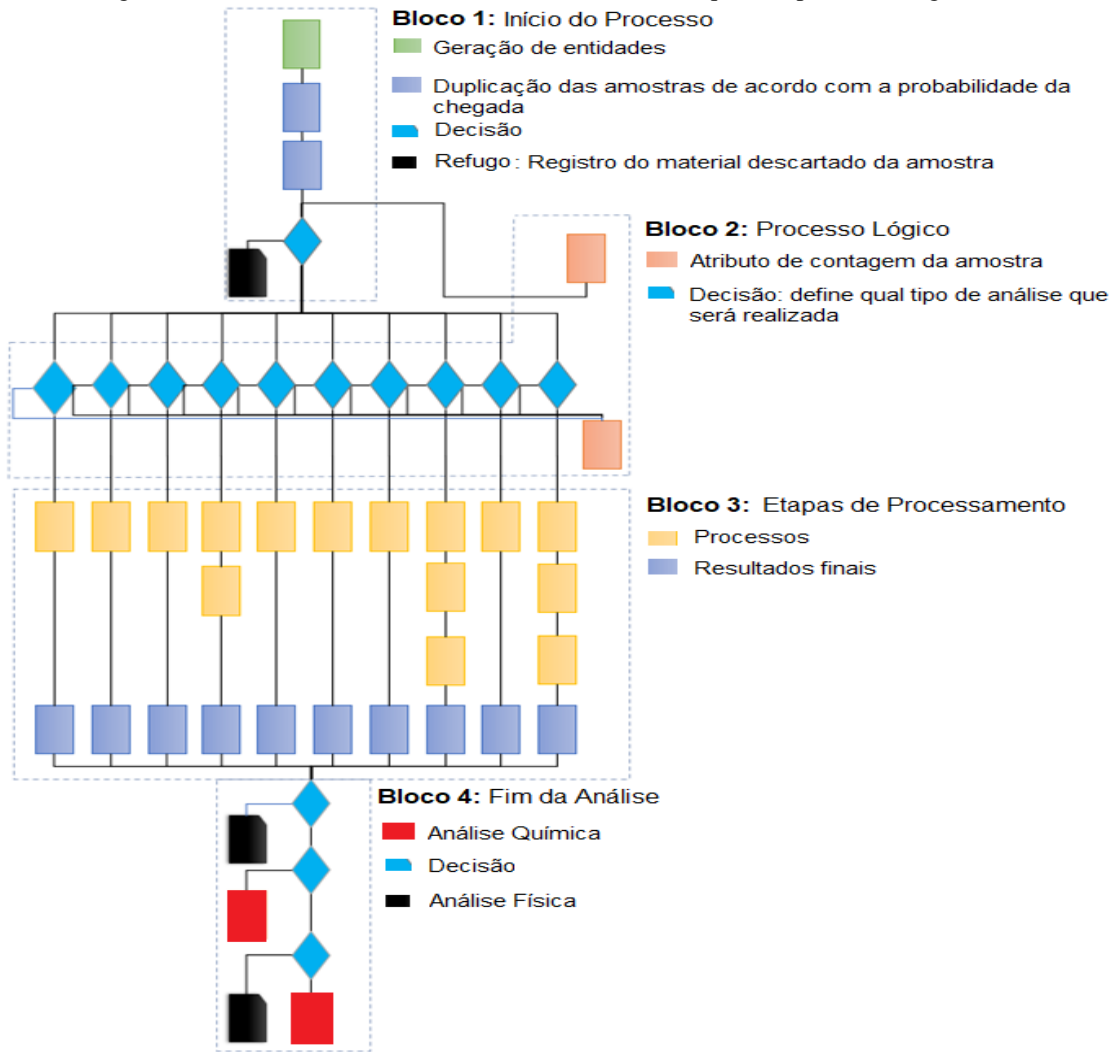 Bloco 1: Início do Processo
Geração de entidades
Duplicação das amostras de acordo com a probabilidade da
chegada
Decisão
Refugo: Registro do material descartado da amostra
Bloco 2: Processo Lógico
Atributo de contagem da amostra
Decisão: define qual tipo de análise que
será realizada
Bloco 3: Etapas de Processamento
Processos
Resultados finais
Bloco 4: Fim da Análise
Análise Química
Decisão
Análise Física